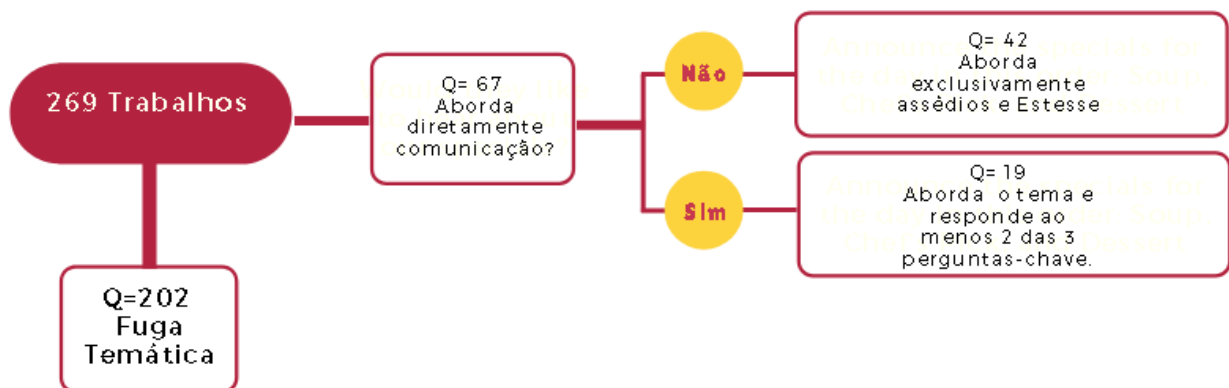 269 Trabalhos
Q= 67
Aborda
diretamente
comunicação?
Não
Q= 42
Aborda
exclusivamente
assédios e Estesse
Sim
Q= 19
Aborda o tema e
responde ao
menos 2 das 3
perguntas-chave.
Q=202
Fuga
Temática